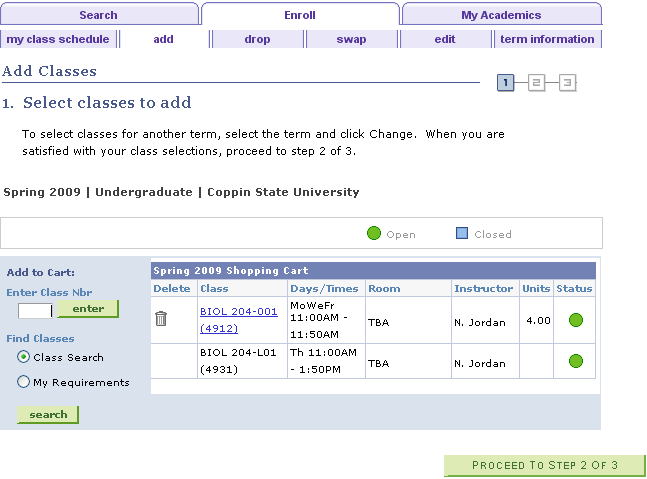 Search Enroll My Academics
my class schedule add drop swap edit term information
Add Classes
1 2 3
1. Select classes to add
To select classes for another term, select the term and click Change. When you are
satisfied with your class selections, proceed to step 2 of 3.
Spring 2009 | Undergraduate | Coppin State University
Open Closed
Add to Cart:
Enter Class Nbr
enter
Find Classes
Class Search
My Requirements
search
Spring 2009 Shopping Cart
Delete Class Days/Times Room Instructor Units Status
BIOL 204-001
(4912)
MoWeFr
11:00AM -
11:50AM
TBA
N. Jordan
4.00
BIOL 204-L01
(4931)
Th 11:00AM
- 1:50PM
TBA
N. Jordan
PROCEED TO STEP 2 OF 3